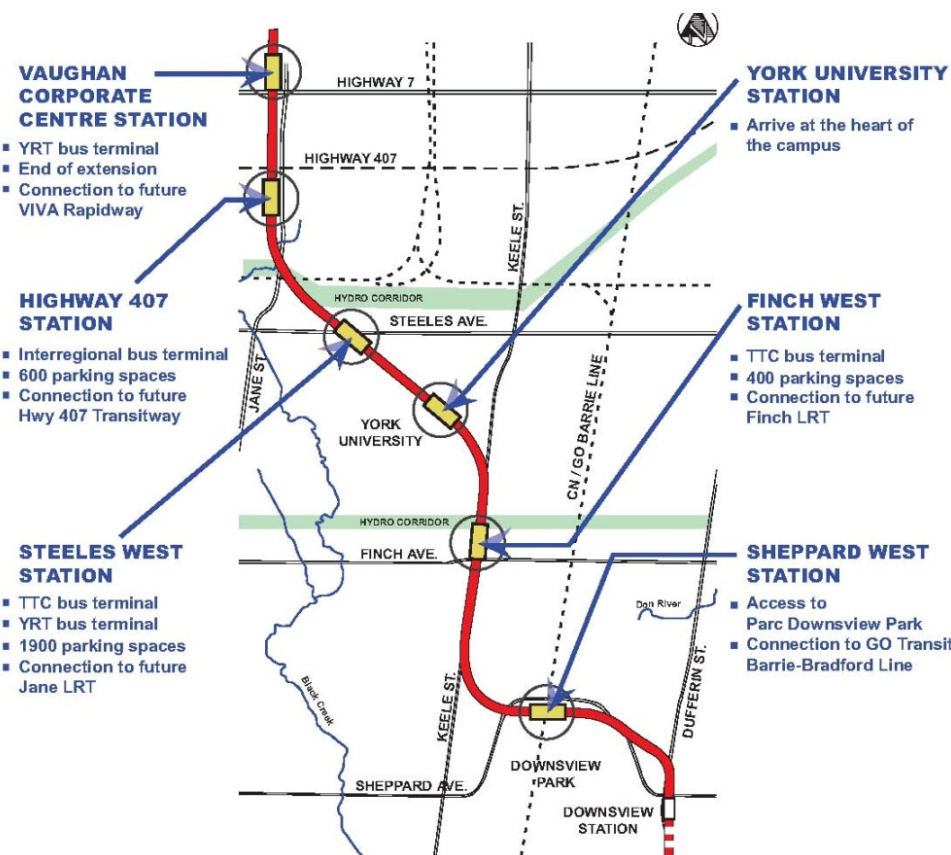 VAUGHAN
CORPORATE
CENTRE STATION
▪ YRT bus terminal
▪ End of extension
▪ Connection to future
VIVA Rapidway
HIGHWAY 407
STATION
▪ Interregional bus terminal
▪ 600 parking spaces
▪ Connection to future
Hwy 407 Transitway
STEELES WEST
STATION
▪ TTC bus terminal
▪ YRT bus terminal
▪ 1900 parking spaces
▪ Connection to future
Jane LRT
HIGHWAY 7
HIGHWAY 407
KEELE ST.
HYDRO CORRIDOR
STEELES AVE.
JANE ST.
YORK
UNIVERSITY
CN / GO BARRIE LINE
HYDRO CORRIDOR
FINCH AVE.
Don River
Black Creek
KEELE ST.
DUFFERIN ST.
SHEPPARD AVE.
DOWNSVIEW
PARK
DOWNSVIEW
STATION
YORK UNIVERSITY
STATION
▪ Arrive at the heart of
the campus
FINCH WEST
STATION
▪ TTC bus terminal
▪ 400 parking spaces
▪ Connection to future
Finch LRT
SHEPPARD WEST
STATION
▪ Access to
Parc Downsview Park
▪ Connection to GO Transit
Barrie-Bradford Line